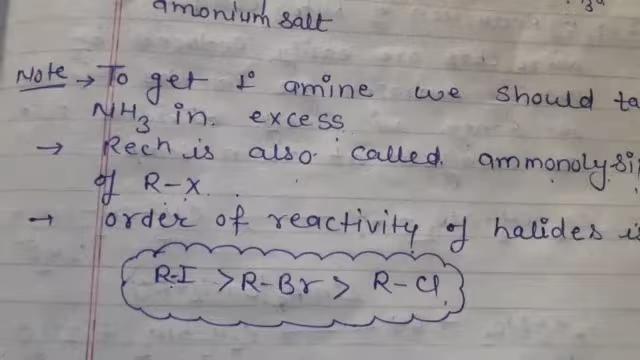 amonium salt
Note → To get 1° amine we should ta
NH3 in excess
→ Rech is also called ammonolysi
of R-X.
→ order of reactivity of halides is
R-I > R-Br > R-Cl